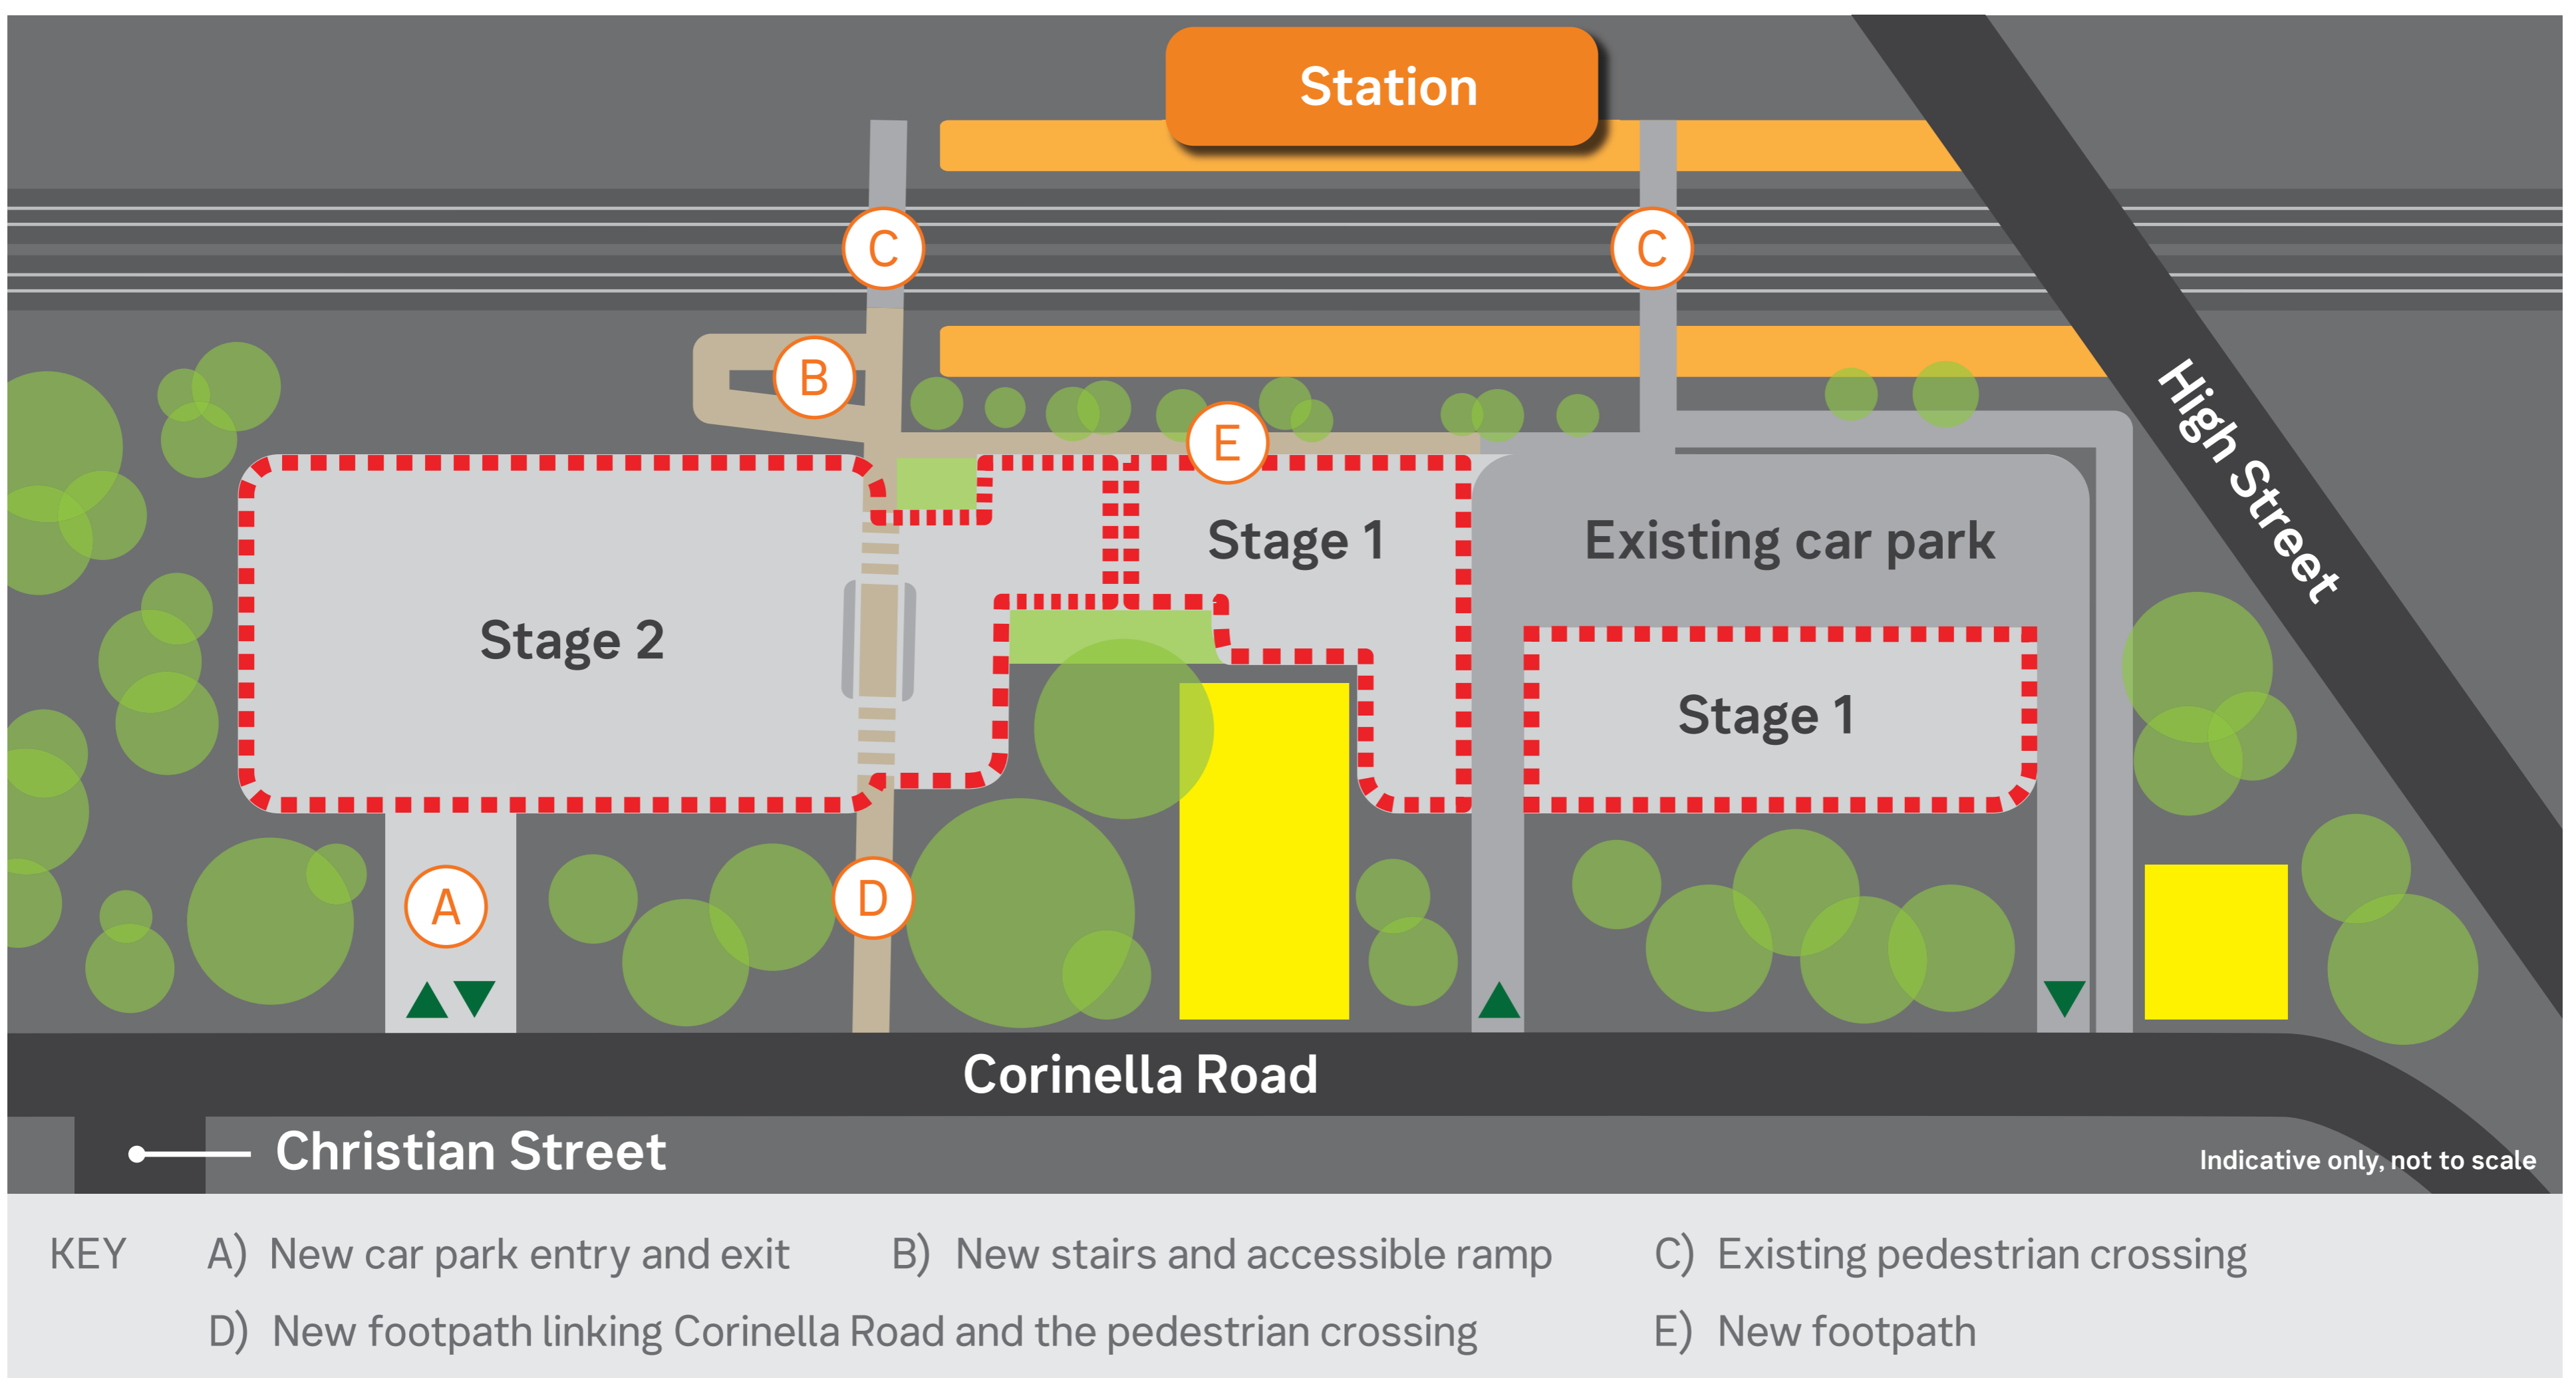 Station
C
C
B
High Street
E
Stage 1
Existing car park
Stage 2
Stage 1
A
D
Corinella Road
Christian Street
Indicative only, not to scale
KEY A) New car park entry and exit B) New stairs and accessible ramp C) Existing pedestrian crossing
D) New footpath linking Corinella Road and the pedestrian crossing E) New footpath